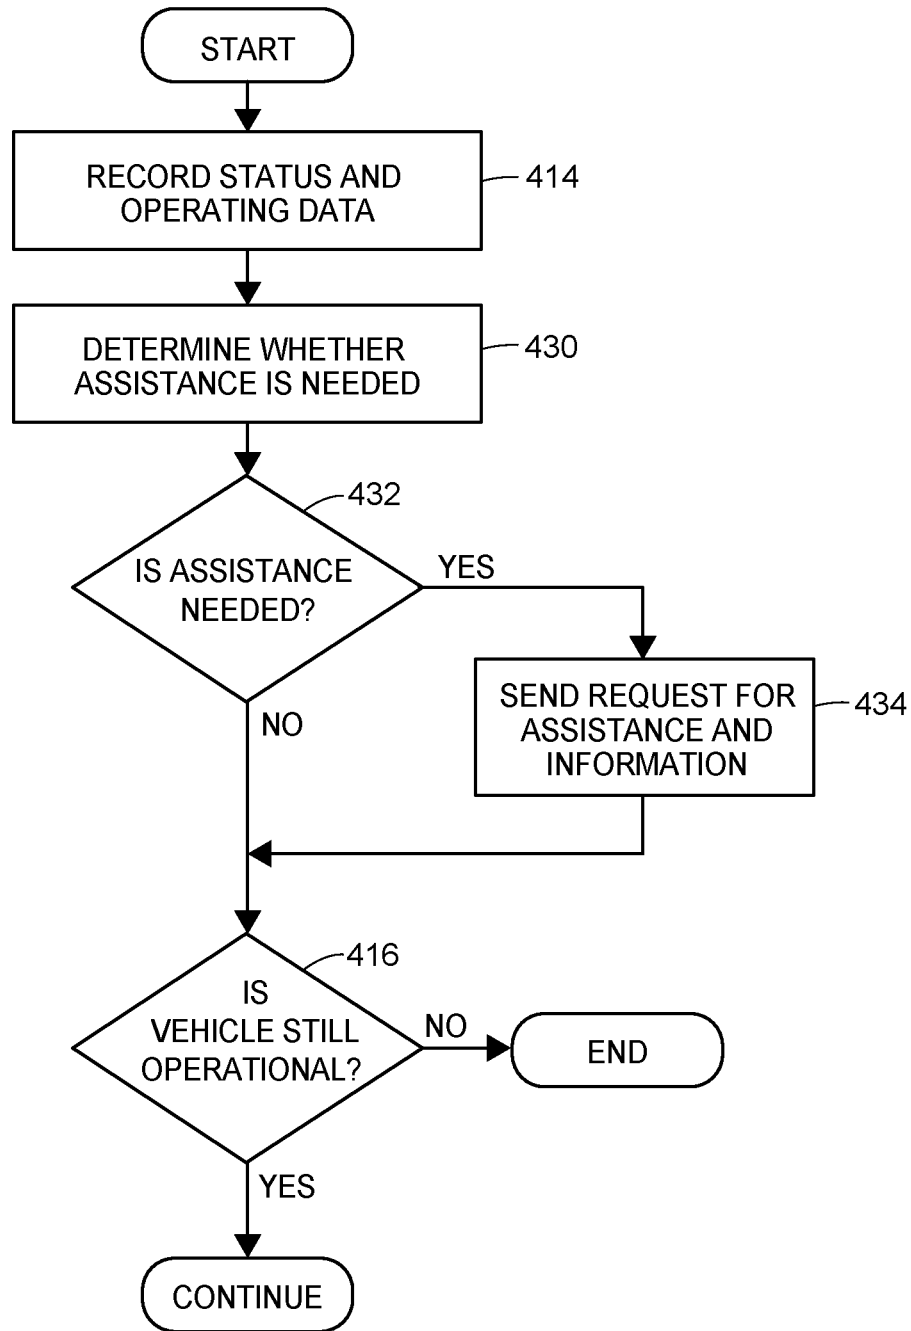 START
RECORD STATUS AND
OPERATING DATA
414
DETERMINE WHETHER
ASSISTANCE IS NEEDED
430
432
IS ASSISTANCE
NEEDED?
YES
NO
SEND REQUEST FOR
ASSISTANCE AND
INFORMATION
434
416
IS
VEHICLE STILL
OPERATIONAL?
NO
END
YES
CONTINUE